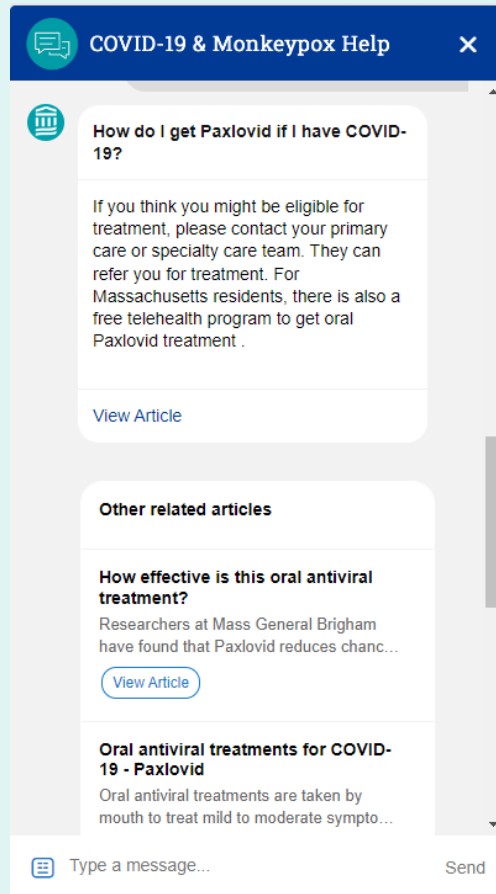 COVID-19 & Monkeypox Help
How do I get Paxlovid if I have COVID-
19?
If you think you might be eligible for
treatment, please contact your primary
care or specialty care team. They can
refer you for treatment. For
Massachusetts residents, there is also a
free telehealth program to get oral
Paxlovid treatment .
View Article
Other related articles
How effective is this oral antiviral
treatment?
Researchers at Mass General Brigham
have found that Paxlovid reduces chanc...
View Article
Oral antiviral treatments for COVID-
19 - Paxlovid
Oral antiviral treatments are taken by
mouth to treat mild to moderate sympto...
Type a message...
Send